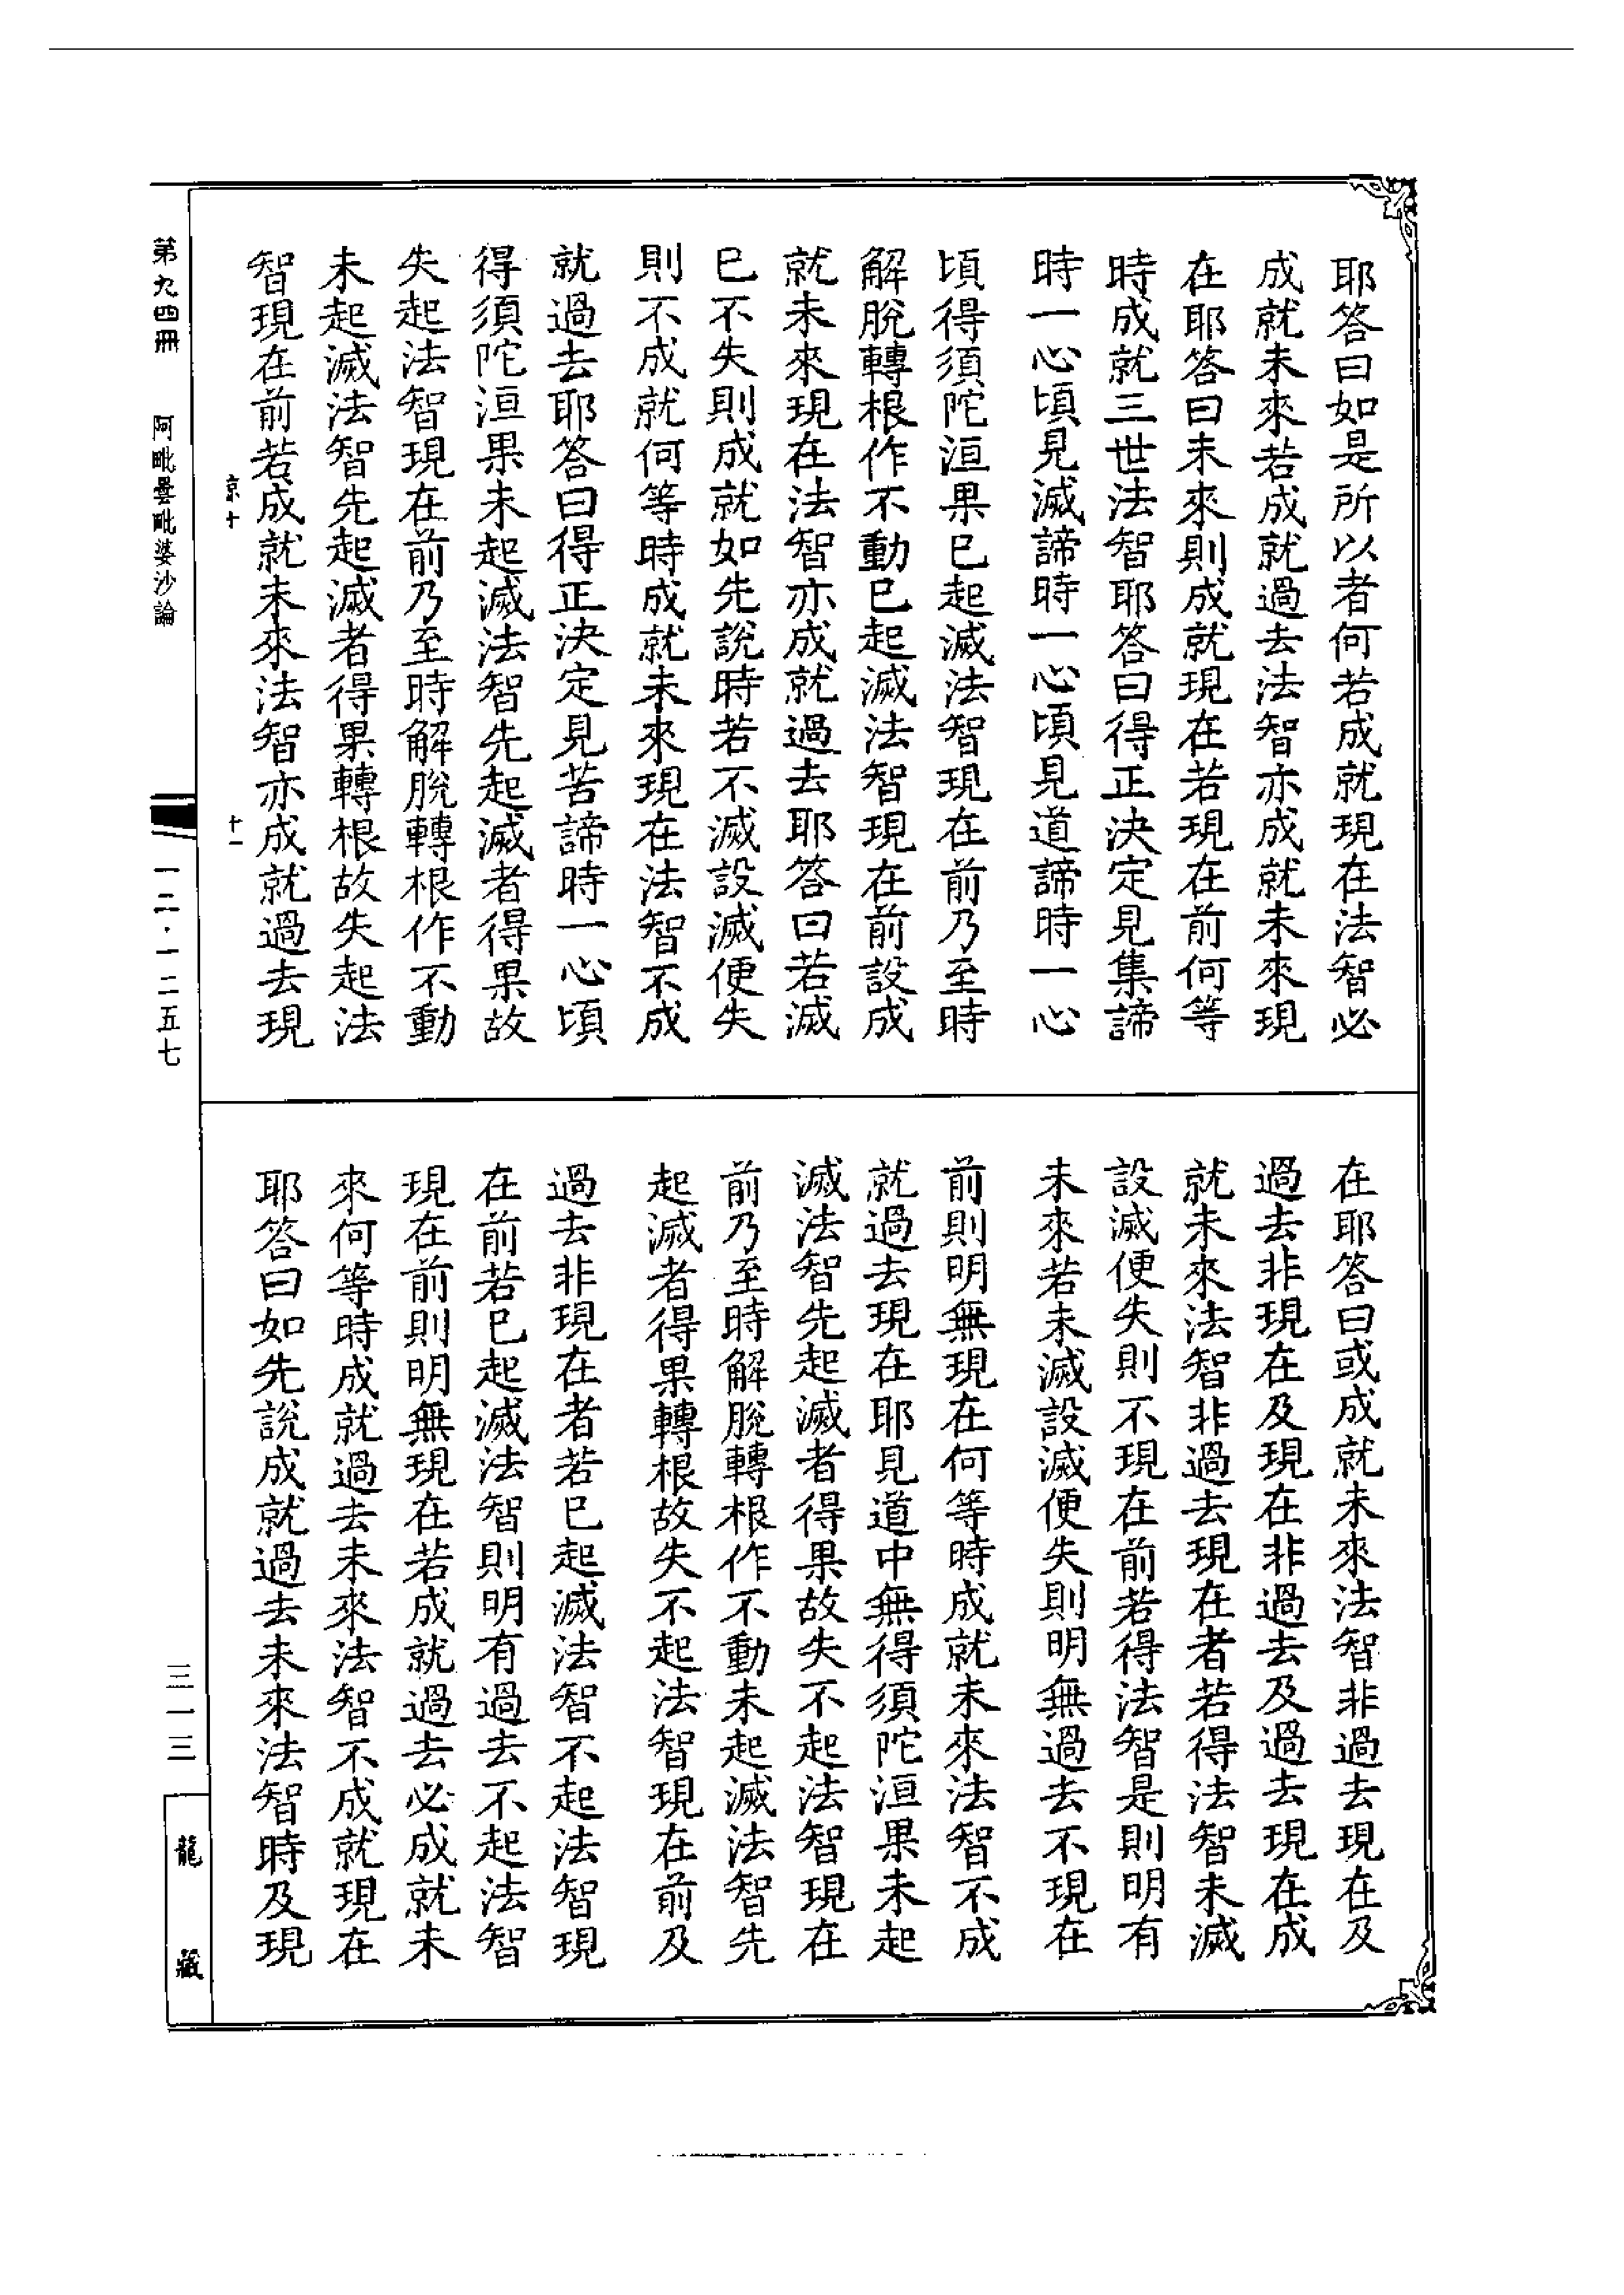 耶答曰如是所以者何若成就現在法智必
成就未來若成就過去法智亦成就未來現
在耶答曰未來則成就現在若現在前何等
時成就三世法智耶答曰得正決定見集諦
時一心頃見滅諦時一心頃見道諦時一心
頃得須陀洹果已起滅法智現在前乃至時
解脫轉根作不動已起滅法智現在前設成
就未來現在法智亦成就過去耶答曰若滅
已不失則成就如先說時若不滅設滅便失
則不成就何等時成就未來現在法智不成
就過去耶答曰得正決定見苦諦時一心頃
得須陀洹果未起滅法智先起滅者得果故
失起法智現在前乃至時解脫轉根作不動
未起滅法智先起滅者得果轉根故失起法
智現在前若成就未來法智亦成就過去現
涼十
十一
在耶答曰或成就未來法智非過去現在及
過去非現在及現在非過去及過去現在成
就未來法智非過去現在者若得法智未滅
設滅便失則不現在前若得法智是則明有
未來若未滅設滅便失則明無過去不現在
前則明無現在何等時成就未來法智不成
就過去現在耶見道中無得須陀洹果未起
滅法智先起滅者得果故失不起法智現在
前乃至時解脫轉根作不動未起滅法智先
起滅者得果轉根故失不起法智現在前及
過去非現在者若已起滅法智不起法智現
在前若已起滅法智則明有過去不起法智
現在前則明無現在若成就過去必成就未
來何等時成就過去未來法智不成就現在
耶答曰如先說成就過去未來法智時及現
第九四冊
阿毗曇毗婆沙論
一二·一二五七
三一三
龍藏